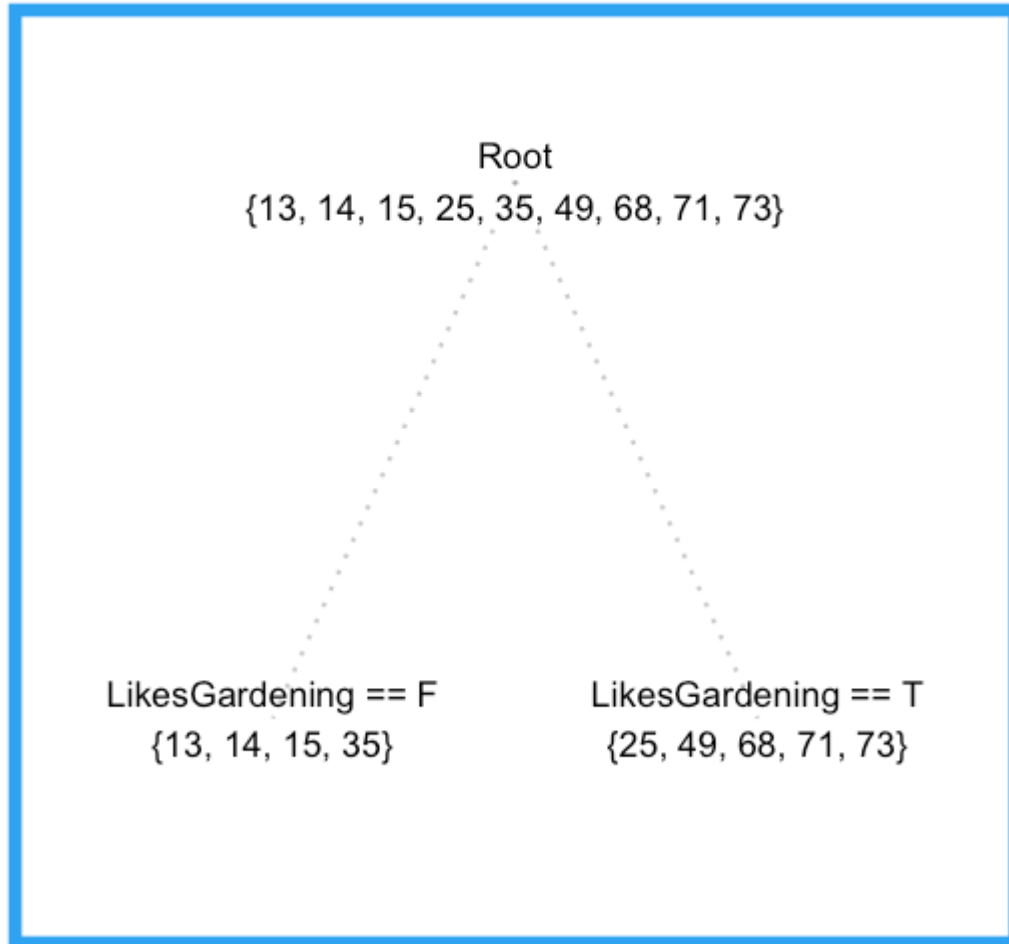 Root
{13, 14, 15, 25, 35, 49, 68, 71, 73}
LikesGardening == F
{13, 14, 15, 35}
LikesGardening == T
{25, 49, 68, 71, 73}